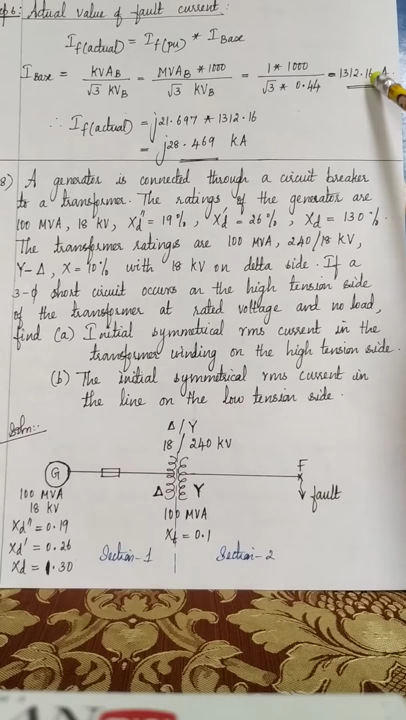 ep 6: Actual value of fault current:
If(actual) = If(pu) * I Base
I Base = KVA_B / √3 KV_B = MVA_B * 1000 / √3 KV_B = 1 * 1000 / √3 * 0.44 = 1312.16 A
∴ If(actual) = j21.697 * 1312.16
= j28.469 KA
8) A generator is connected through a circuit breaker
to a transformer. The ratings of the generator are
100 MVA, 18 KV, Xd'' = 19%, Xd' = 26%, Xd = 130%.
The transformer ratings are 100 MVA, 240/18 KV,
Y-Δ, X = 10% with 18 KV on delta side. If a
3-ϕ short circuit occurs on the high tension side
of the transformer at rated voltage and no load,
find (a) Initial symmetrical rms current in the
transformer winding on the high tension side.
(b) The initial symmetrical rms current in
the line on the low tension side.
Soln:-
Δ/Y
18/240 KV
G
F
fault
Δ
Y
100 MVA
18 KV
Xd'' = 0.19
Xd' = 0.26
Xd = 1.30
100 MVA
Xt = 0.1
Section-1
Section-2